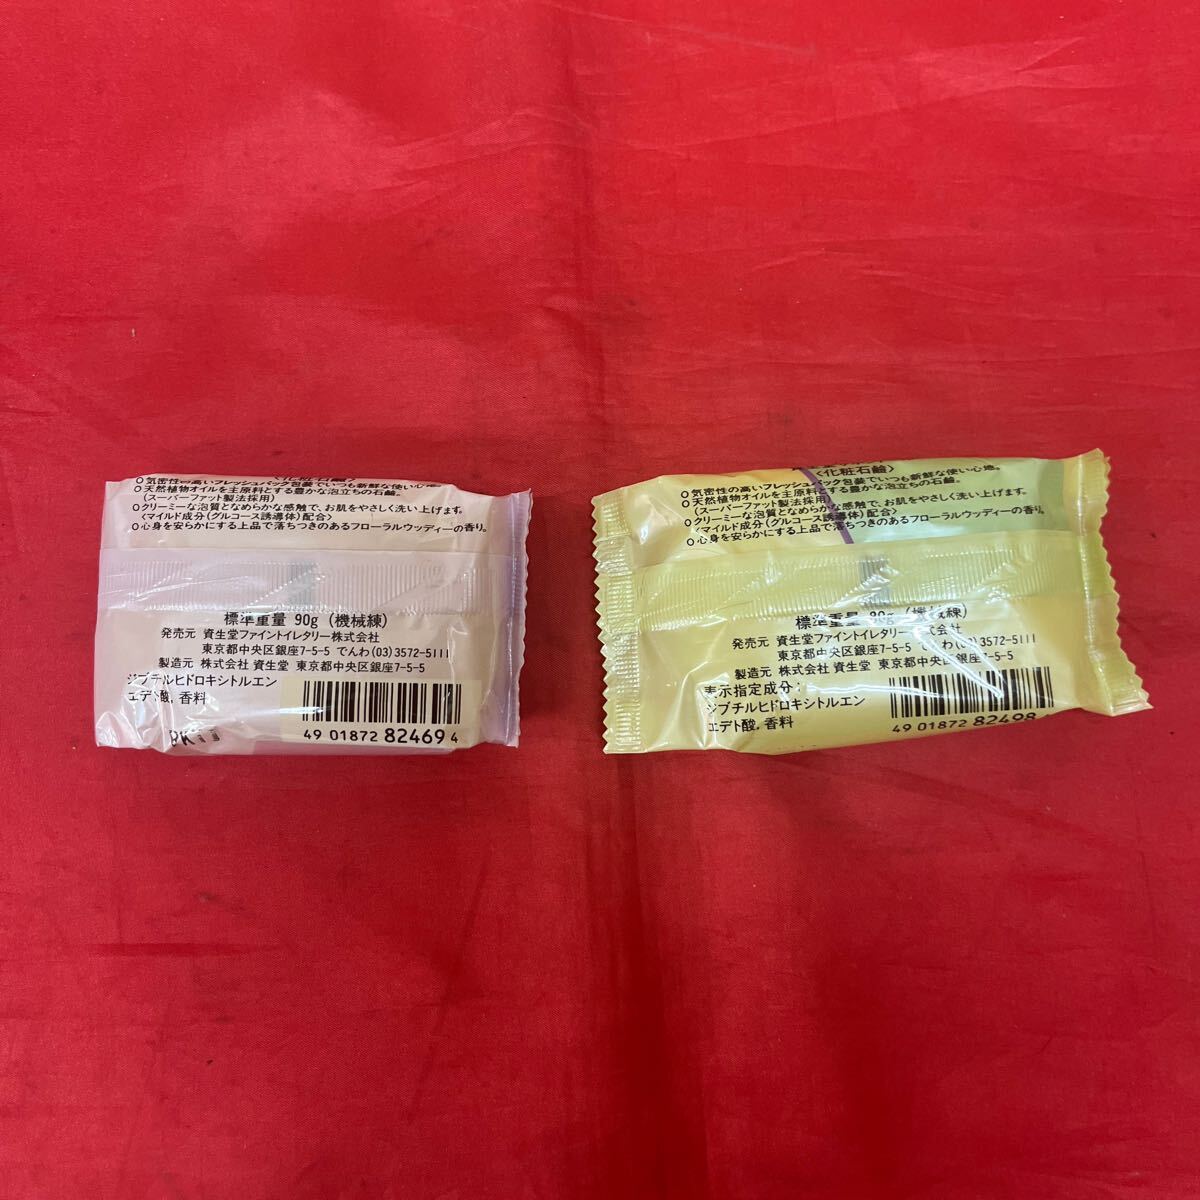 ○気密性の高いフレッシュパック包装でいつも新鮮な使い心地。
○天然植物オイルを主原料とする豊かな泡立ちの石鹸。
(スーパーファット製法採用)
○クリーミーな泡質となめらかな感触で、お肌をやさしく洗い上げます。
〈マイルド成分(グルコース誘導体)配合〉
○心身を安らかにする上品で落ちつきのあるフローラルウッディーの香り。
標準重量 90g (機械練)
発売元 資生堂ファイントイレタリー株式会社
東京都中央区銀座7-5-5 でんわ(03)3572-5111
製造元 株式会社 資生堂 東京都中央区銀座7-5-5
ジブチルヒドロキシトルエン
エデト酸, 香料
49 01872 82469 4
〈化粧石鹸〉
○気密性の高いフレッシュパック包装でいつも新鮮な使い心地。
○天然植物オイルを主原料とする豊かな泡立ちの石鹸。
(スーパーファット製法採用)
○クリーミーな泡質となめらかな感触で、お肌をやさしく洗い上げます。
〈マイルド成分(グルコース誘導体)配合〉
○心身を安らかにする上品で落ちつきのあるフローラルウッディーの香り。
標準重量 90g (機械練)
発売元 資生堂ファイントイレタリー株式会社
東京都中央区銀座7-5-5 でんわ(03)3572-5111
製造元 株式会社 資生堂 東京都中央区銀座7-5-5
表示指定成分:
ジブチルヒドロキシトルエン
エデト酸, 香料
49 01872 82498